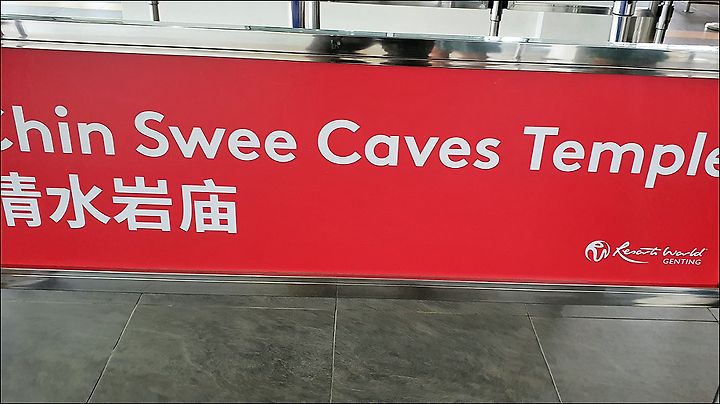 Chin Swee Caves Temple
清水岩庙
Resorts World
GENTING